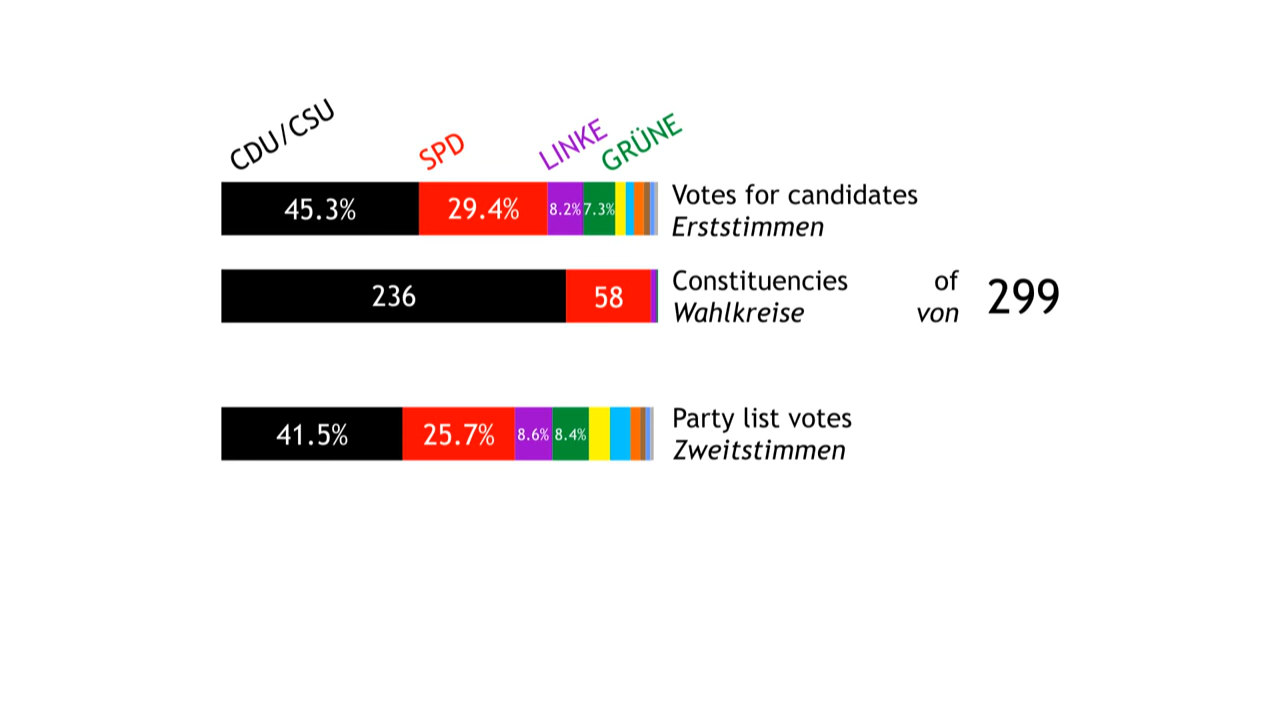 CDU/CSU SPD LINKE GRÜNE
45.3% 29.4% 8.2% 7.3% Votes for candidates
Erststimmen
236 58 Constituencies of 299
Wahlkreise von
41.5% 25.7% 8.6% 8.4% Party list votes
Zweitstimmen